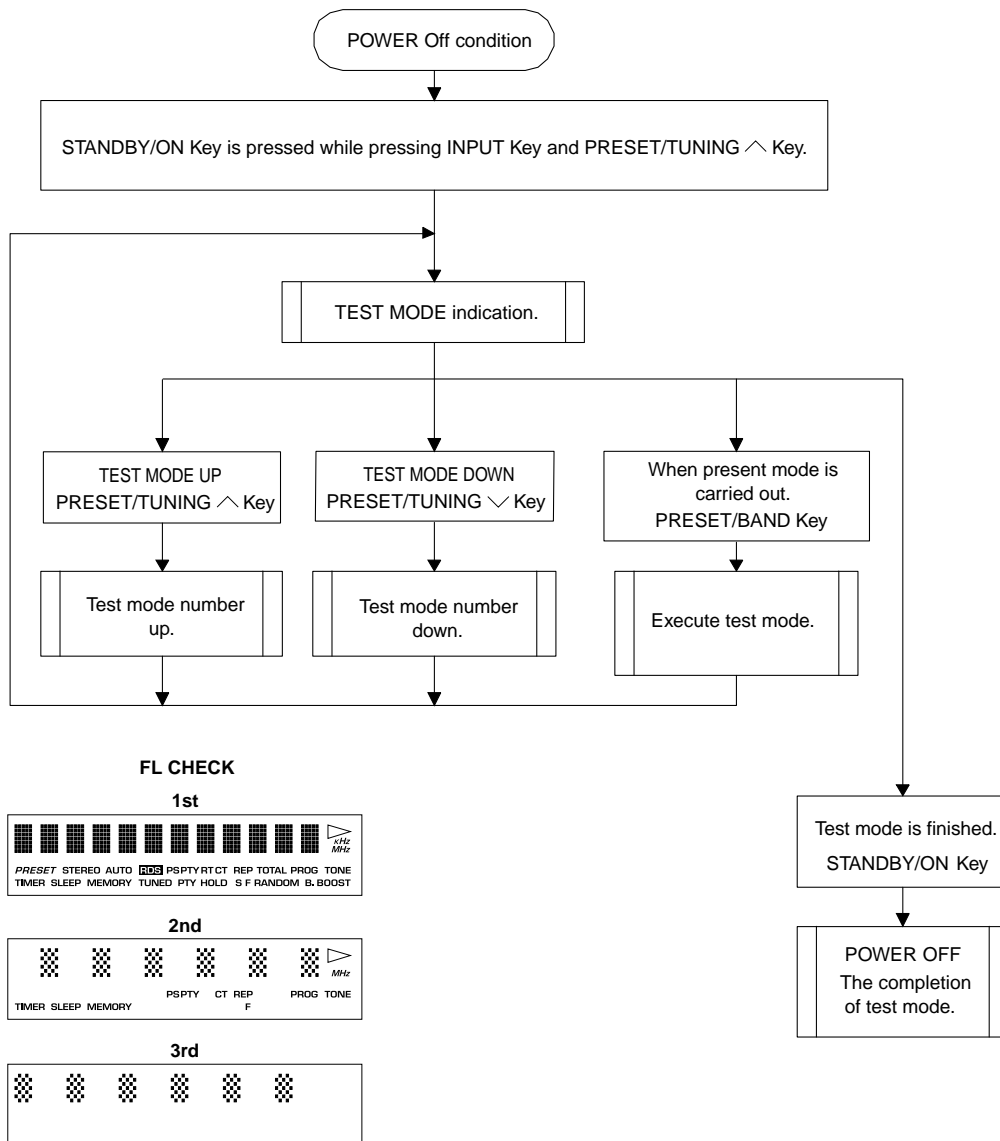 POWER Off condition
STANDBY/ON Key is pressed while pressing INPUT Key and PRESET/TUNING ︿ Key.
TEST MODE indication.
TEST MODE UP
PRESET/TUNING ︿ Key
TEST MODE DOWN
PRESET/TUNING ﹀ Key
When present mode is
carried out.
PRESET/BAND Key
Test mode number
up.
Test mode number
down.
Execute test mode.
FL CHECK
1st
kHz
MHz
PRESET STEREO AUTO RDS PSPTY RT CT REP TOTAL PROG TONE
TIMER SLEEP MEMORY TUNED PTY HOLD S F RANDOM B. BOOST
2nd
MHz
PSPTY CT REP PROG TONE
TIMER SLEEP MEMORY F
3rd
Test mode is finished.
STANDBY/ON Key
POWER OFF
The completion
of test mode.